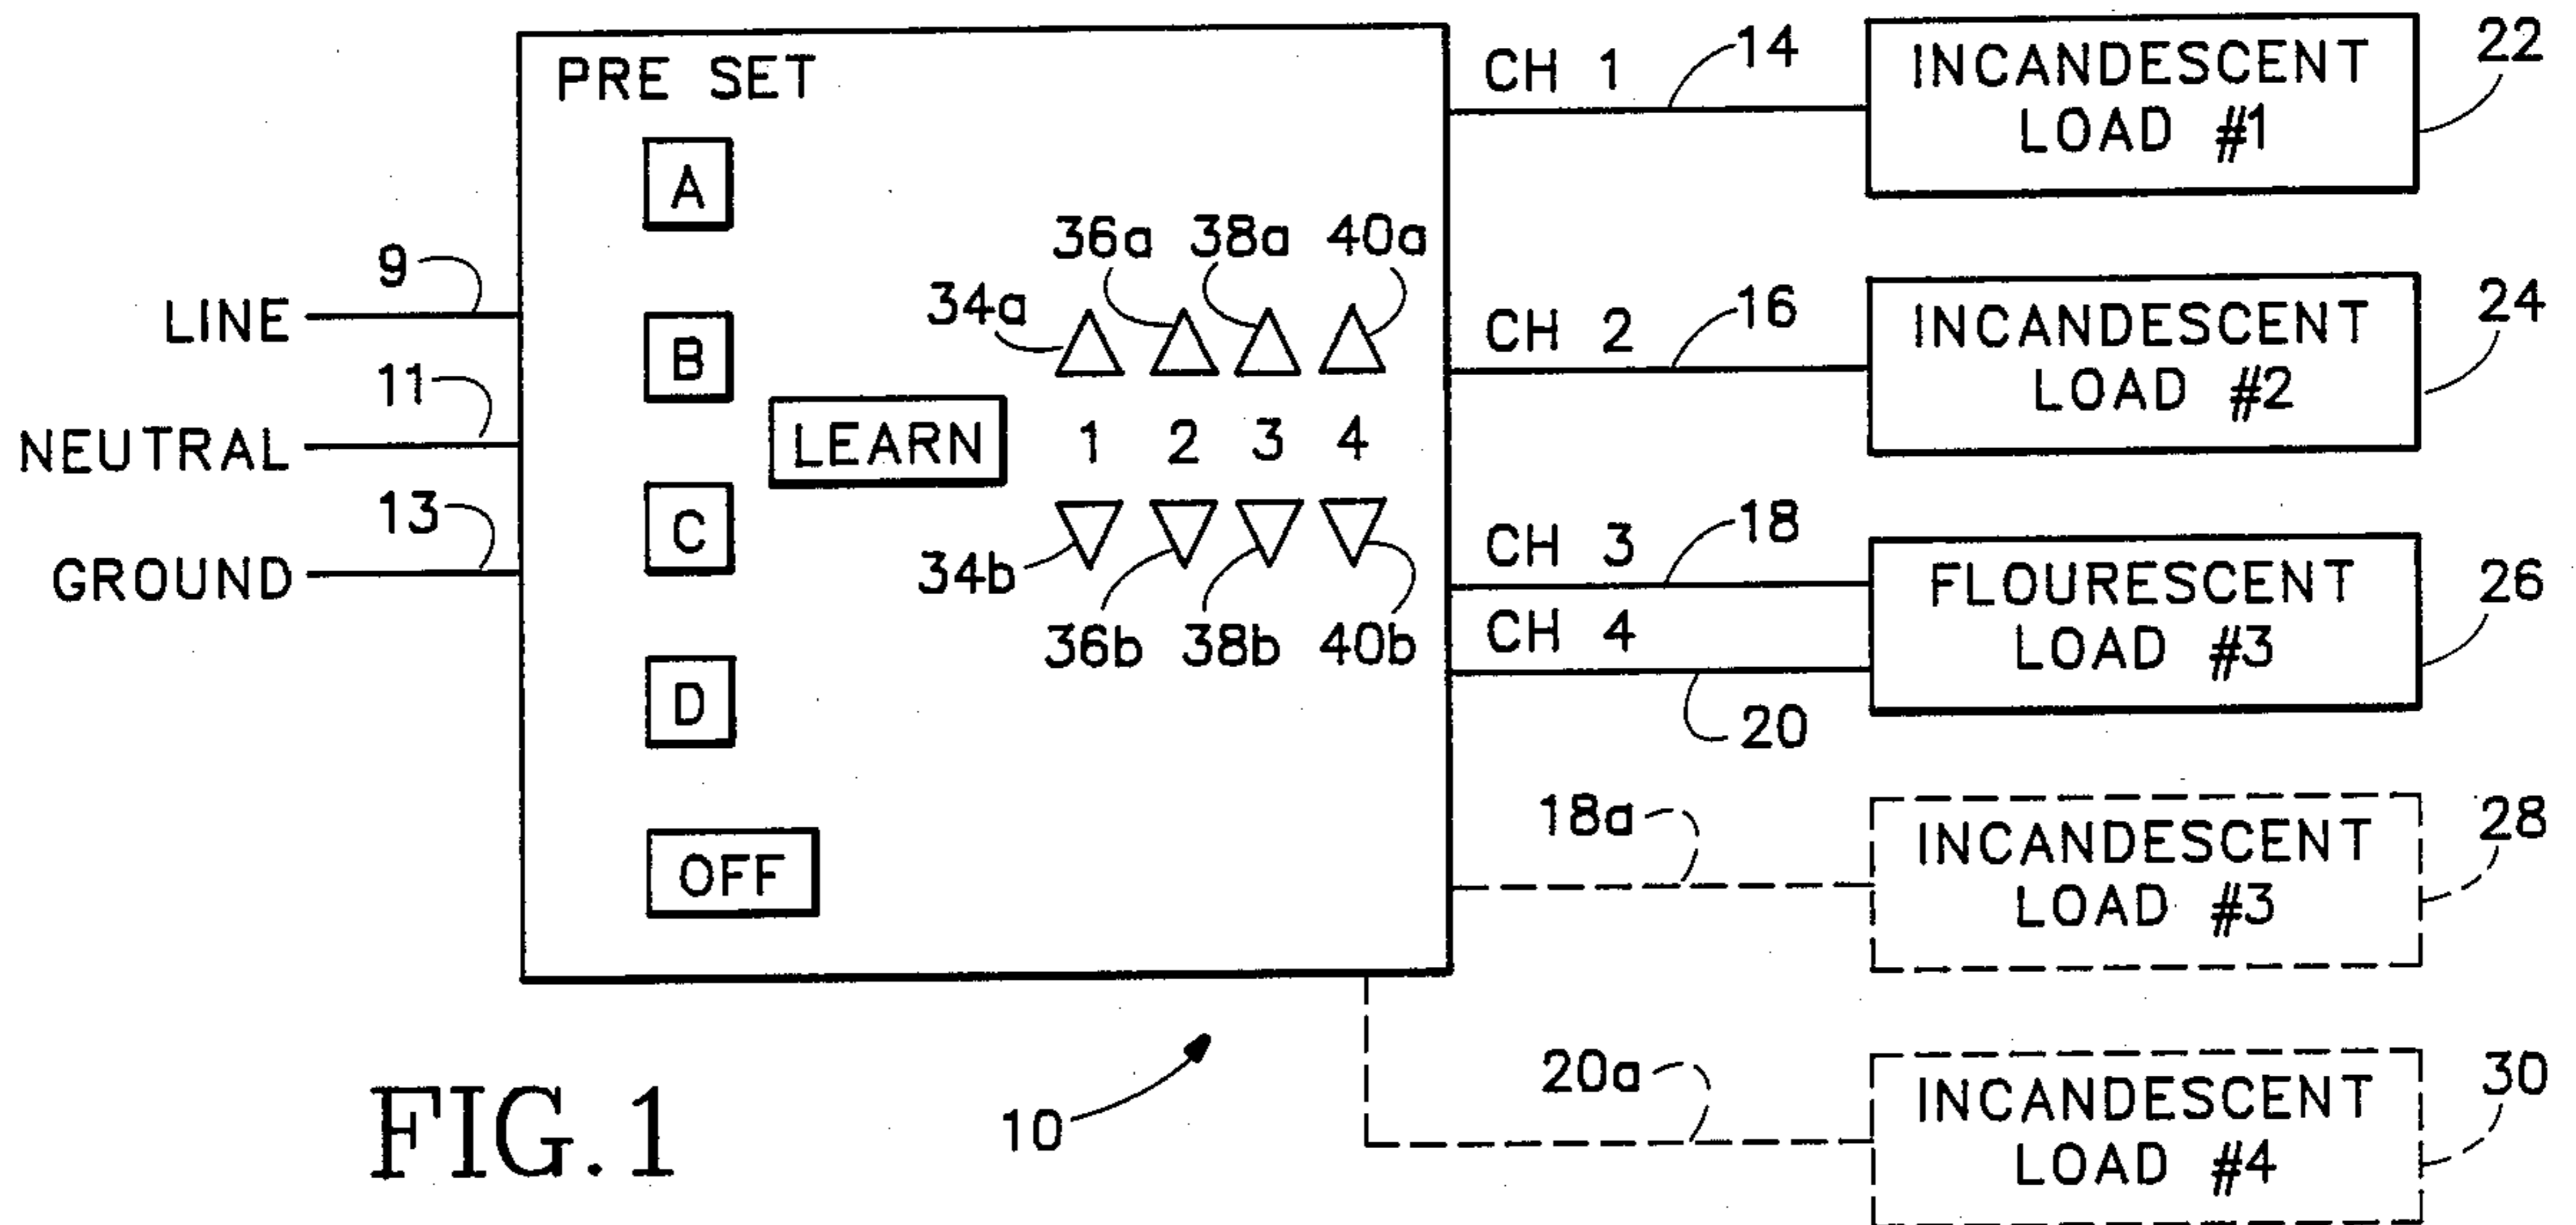 PRE SET
A
B
C
D
OFF
LEARN
LINE
9
NEUTRAL
11
GROUND
13
34a
36a
38a
40a
1 2 3 4
34b
36b
38b
40b
CH 1
14
INCANDESCENT
LOAD #1
22
CH 2
16
INCANDESCENT
LOAD #2
24
CH 3
18
CH 4
20
FLOURESCENT
LOAD #3
26
18a
INCANDESCENT
LOAD #3
28
20a
INCANDESCENT
LOAD #4
30
10
FIG. 1